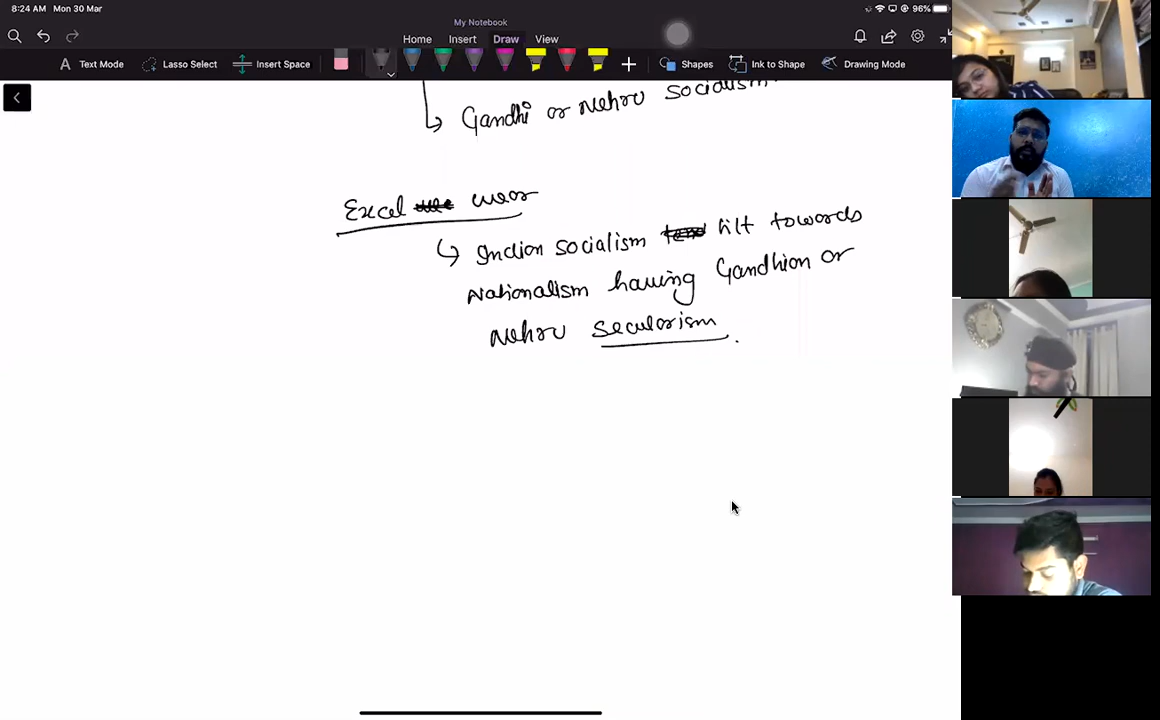 8:24 AM Mon 30 Mar
96%
My Notebook
Home Insert Draw View
Text Mode Lasso Select Insert Space Shapes Ink to Shape Drawing Mode
Gandhi or Nehru socialism.
Excel wear
Indian socialism tilt towards
Nationalism having Gandhian or
Nehru secularism.